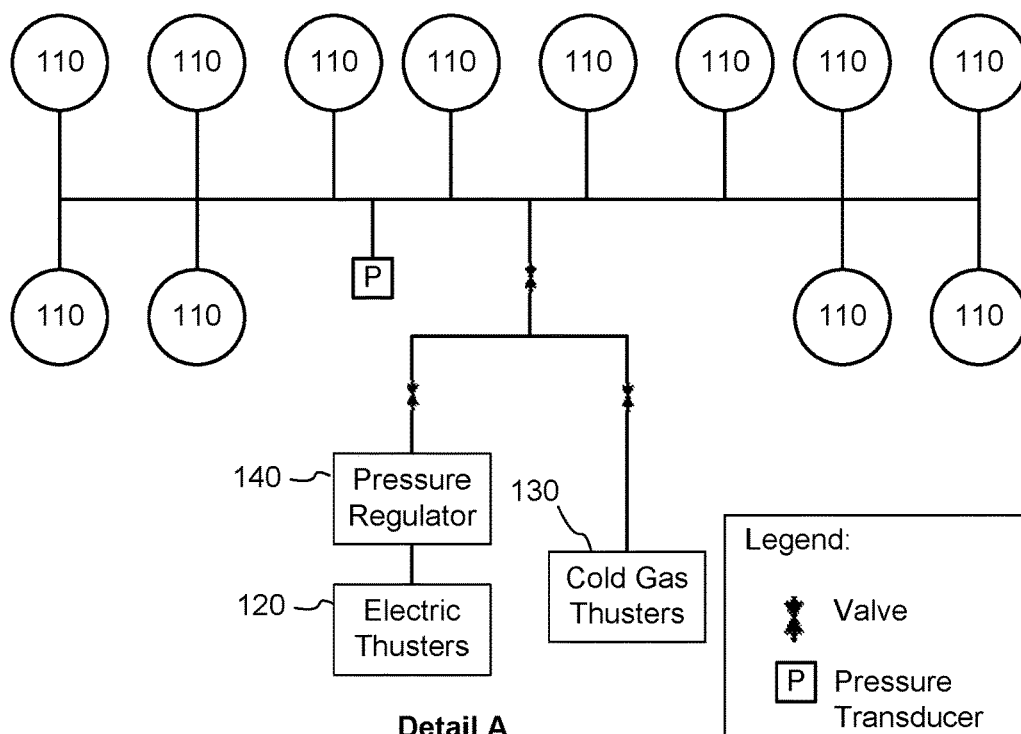 110 110 110 110 110 110 110 110
P
110 110 110 110
140
Pressure
Regulator
130
120
Electric
Thusters
Cold Gas
Thusters
Legend:
Valve
P Pressure
Transducer
Detail A